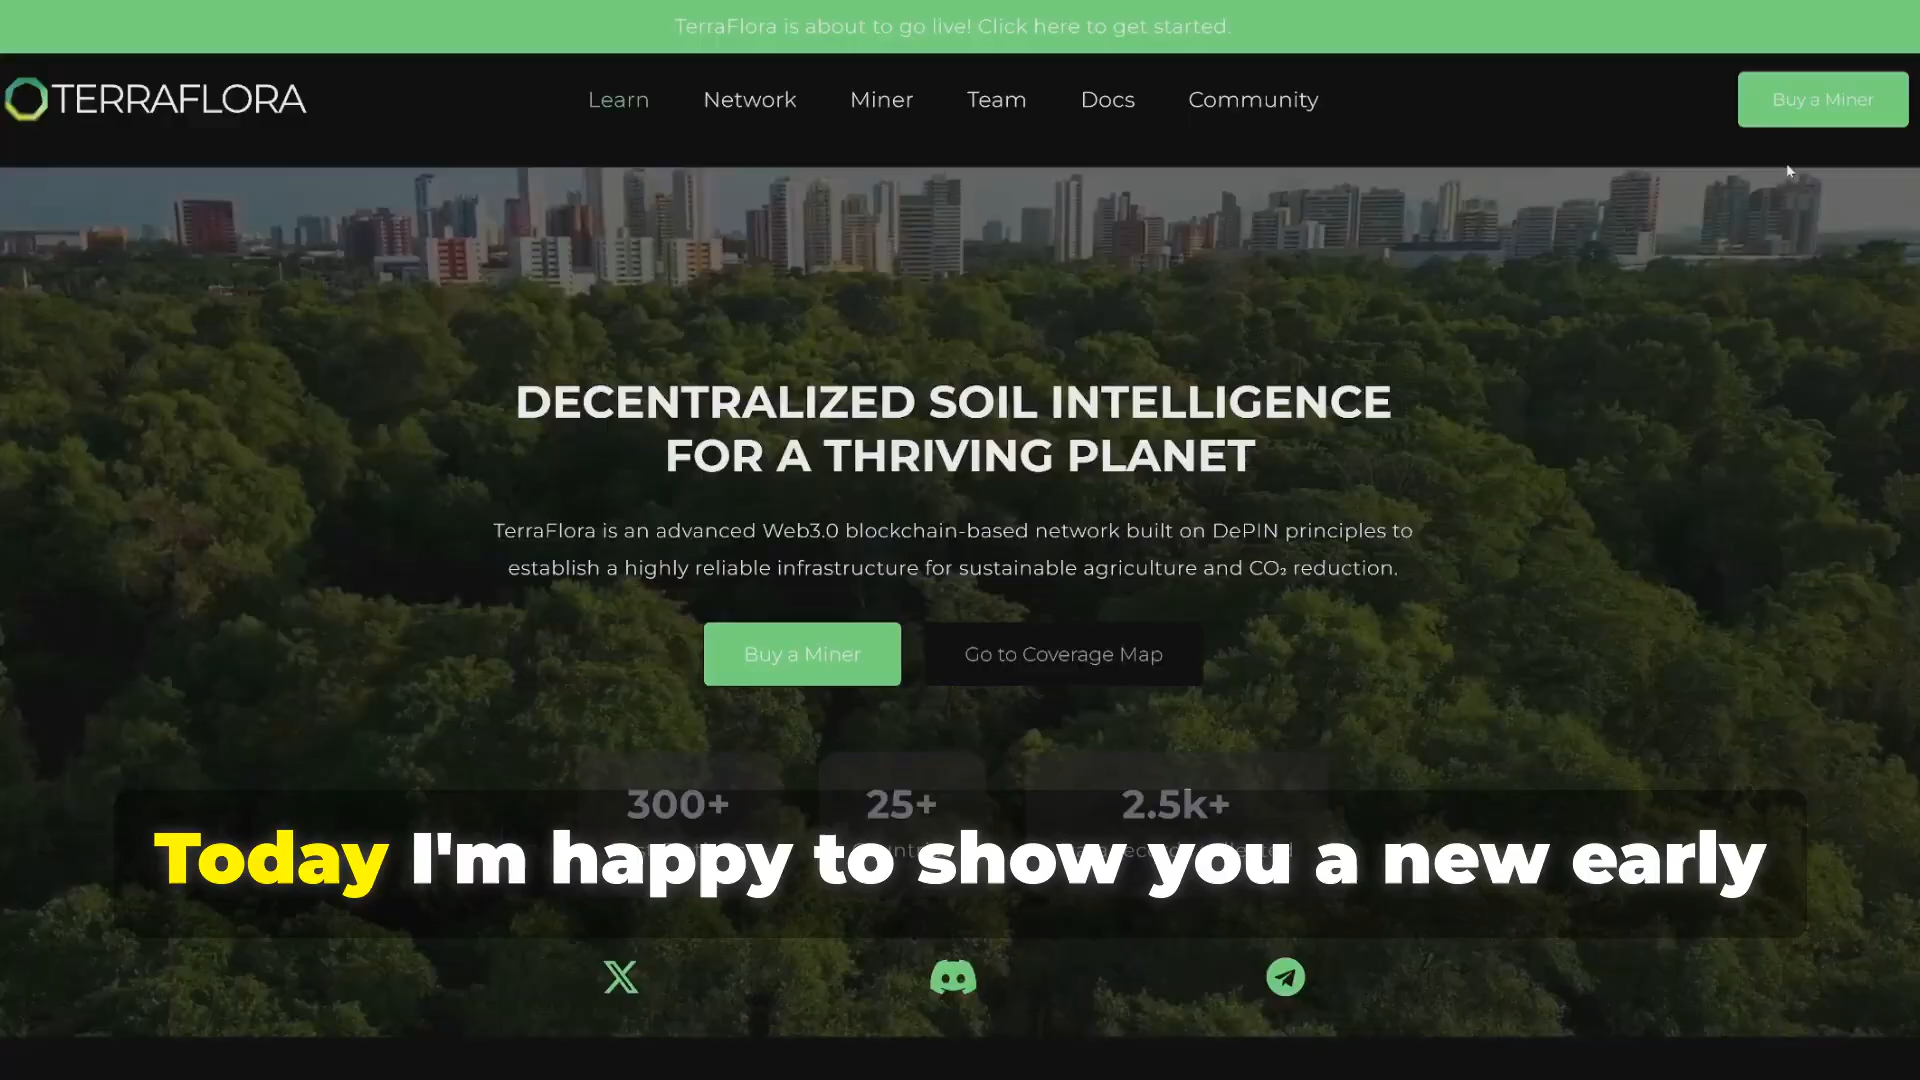 TerraFlora is about to go live! Click here to get started.
TERRAFLORA
Learn
Network
Miner
Team
Docs
Community
Buy a Miner
DECENTRALIZED SOIL INTELLIGENCE
FOR A THRIVING PLANET
TerraFlora is an advanced Web3.0 blockchain-based network built on DePIN principles to
establish a highly reliable infrastructure for sustainable agriculture and CO₂ reduction.
Buy a Miner
Go to Coverage Map
300+
25+
2.5k+
Today I'm happy to show you a new early